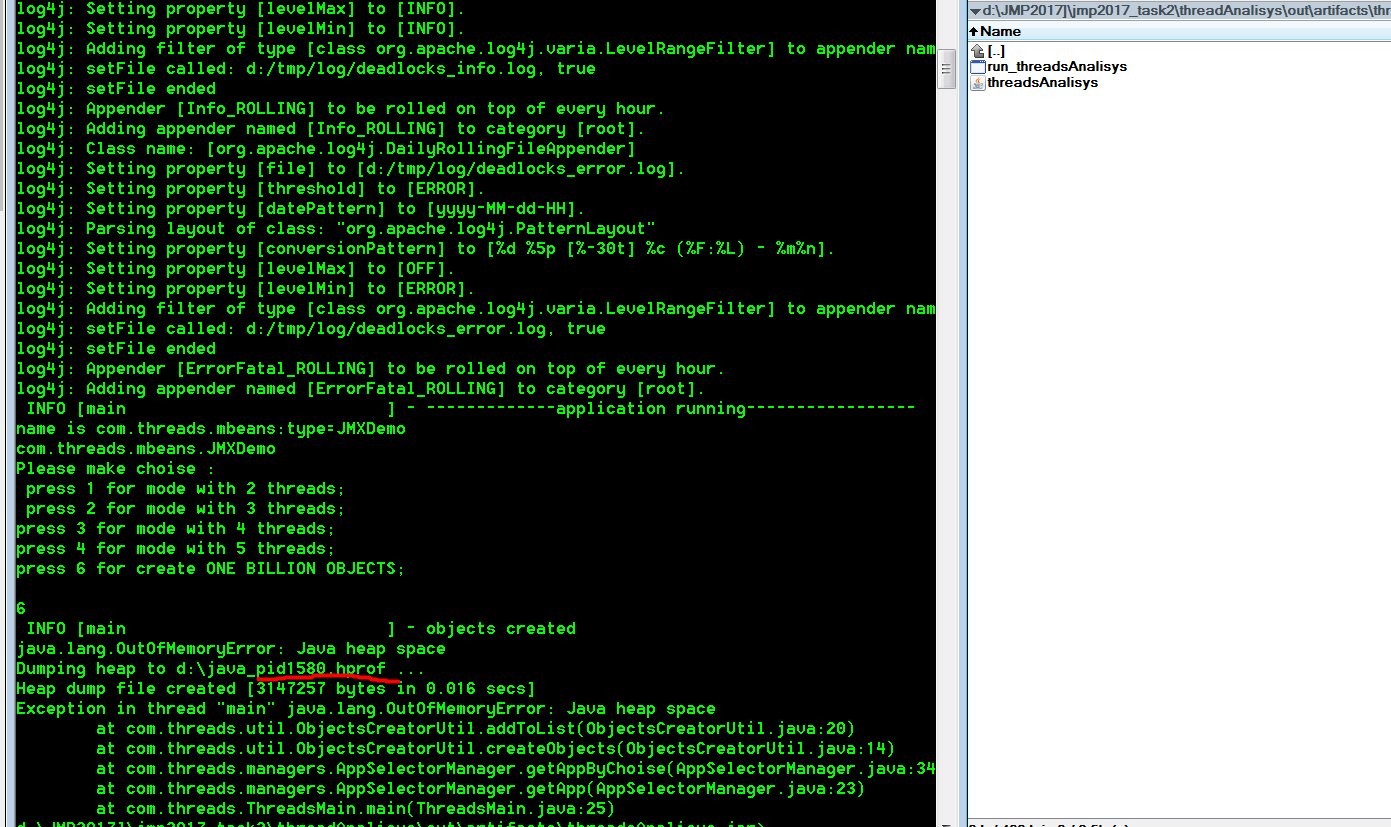 log4j: Setting property [levelMax] to [INFO].
log4j: Setting property [levelMin] to [INFO].
log4j: Adding filter of type [class org.apache.log4j.varia.LevelRangeFilter] to appender nam
log4j: setFile called: d:/tmp/log/deadlocks_info.log, true
log4j: setFile ended
log4j: Appender [Info_ROLLING] to be rolled on top of every hour.
log4j: Adding appender named [Info_ROLLING] to category [root].
log4j: Class name: [org.apache.log4j.DailyRollingFileAppender]
log4j: Setting property [file] to [d:/tmp/log/deadlocks_error.log].
log4j: Setting property [threshold] to [ERROR].
log4j: Setting property [datePattern] to [yyyy-MM-dd-HH].
log4j: Parsing layout of class: "org.apache.log4j.PatternLayout"
log4j: Setting property [conversionPattern] to [%d %5p [%-30t] %c (%F:%L) - %m%n].
log4j: Setting property [levelMax] to [OFF].
log4j: Setting property [levelMin] to [ERROR].
log4j: Adding filter of type [class org.apache.log4j.varia.LevelRangeFilter] to appender nam
log4j: setFile called: d:/tmp/log/deadlocks_error.log, true
log4j: setFile ended
log4j: Appender [ErrorFatal_ROLLING] to be rolled on top of every hour.
log4j: Adding appender named [ErrorFatal_ROLLING] to category [root].
 INFO [main                          ] - -------------application running-----------------
name is com.threads.mbeans:type=JMXDemo
com.threads.mbeans.JMXDemo
Please make choise :
 press 1 for mode with 2 threads;
 press 2 for mode with 3 threads;
press 3 for mode with 4 threads;
press 4 for mode with 5 threads;
press 6 for create ONE BILLION OBJECTS;
6
 INFO [main                          ] - objects created
java.lang.OutOfMemoryError: Java heap space
Dumping heap to d:\java_pid1580.hprof ...
Heap dump file created [3147257 bytes in 0.016 secs]
Exception in thread "main" java.lang.OutOfMemoryError: Java heap space
        at com.threads.util.ObjectsCreatorUtil.addToList(ObjectsCreatorUtil.java:20)
        at com.threads.util.ObjectsCreatorUtil.createObjects(ObjectsCreatorUtil.java:14)
        at com.threads.managers.AppSelectorManager.getAppByChoise(AppSelectorManager.java:34
        at com.threads.managers.AppSelectorManager.getApp(AppSelectorManager.java:23)
        at com.threads.ThreadsMain.main(ThreadsMain.java:25)
d:\JMP2017]\jmp2017_task2\threadAnalisys\out\artifacts\threadsAnalisys_jar>
d:\JMP2017]\jmp2017_task2\threadAnalisys\out\artifacts\thr
Name
[..]
run_threadsAnalisys
threadsAnalisys